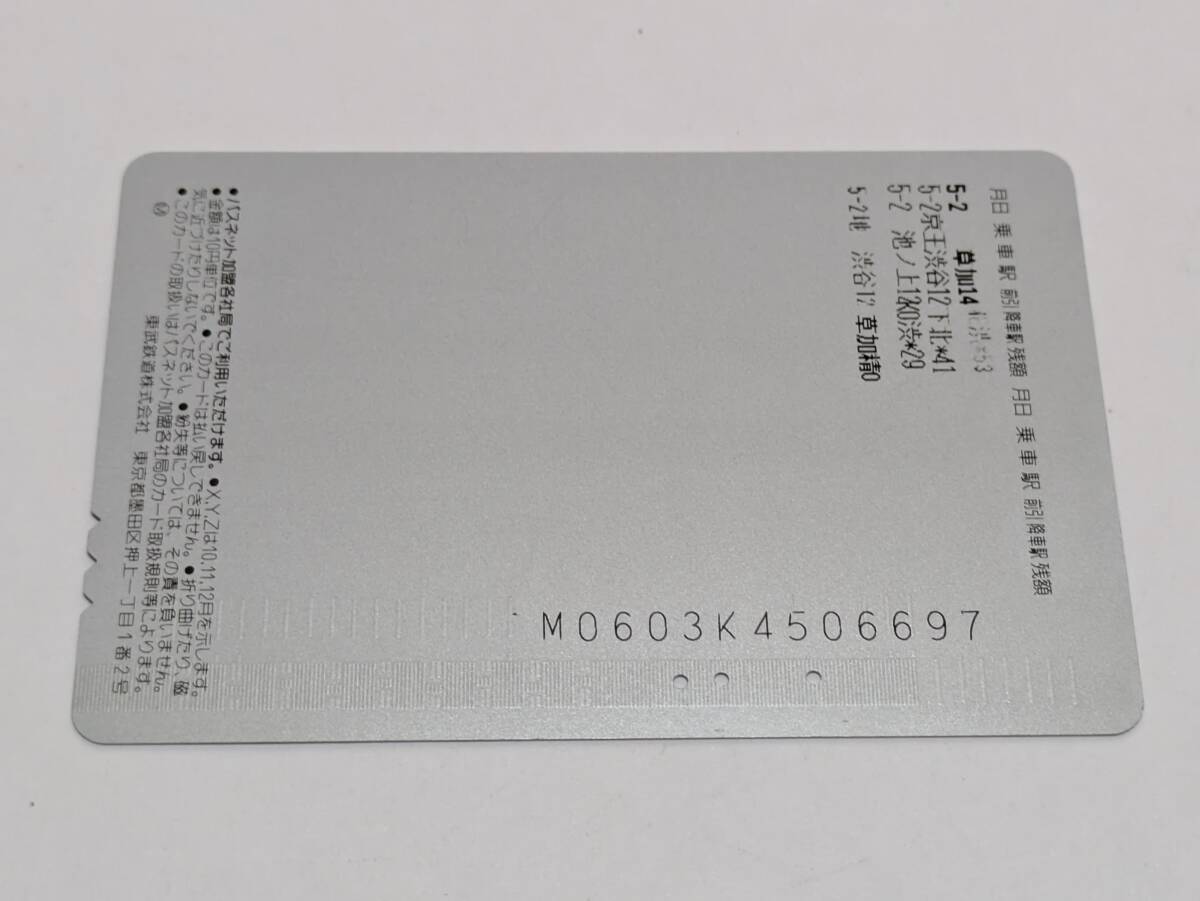 月日 乗車駅 前引 降車駅 残額 月日 乗車駅 前引 降車駅 残額
5-2 草加14
5-2京王渋谷12下北*41
5-2 池ノ上12K0渋*29
5-2地 渋谷12草加精0
M0603K4506697
●パスネット加盟各社局でご利用いただけます。●X,Y,Zは10,11,12月を示します。
●金額は10円単位です。●このカードは払い戻しできません。●折り曲げたり、磁
気に近づけたりしないでください。●紛失等については、その責を負いません。
●このカードの取扱いはパスネット加盟各社局のカード取扱規則等によります。
東武鉄道株式会社 東京都墨田区押上一丁目1番2号